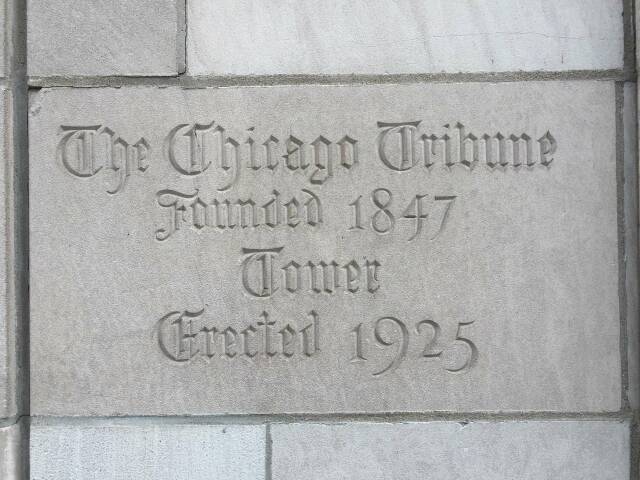 The Chicago Tribune
Founded 1847
Tower
Erected 1925